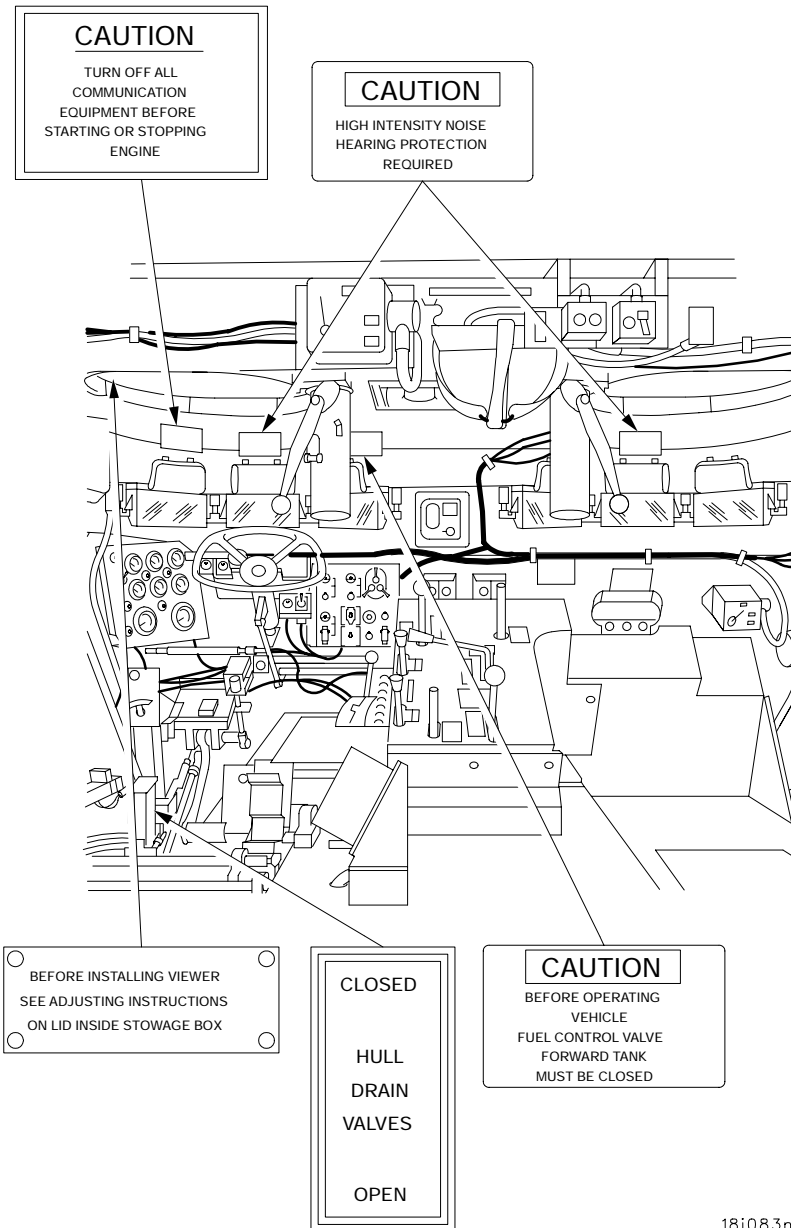 CAUTION
TURN OFF ALL
COMMUNICATION
EQUIPMENT BEFORE
STARTING OR STOPPING
ENGINE
CAUTION
HIGH INTENSITY NOISE
HEARING PROTECTION
REQUIRED
BEFORE INSTALLING VIEWER
SEE ADJUSTING INSTRUCTIONS
ON LID INSIDE STOWAGE BOX
CLOSED
HULL
DRAIN
VALVES
OPEN
CAUTION
BEFORE OPERATING
VEHICLE
FUEL CONTROL VALVE
FORWARD TANK
MUST BE CLOSED